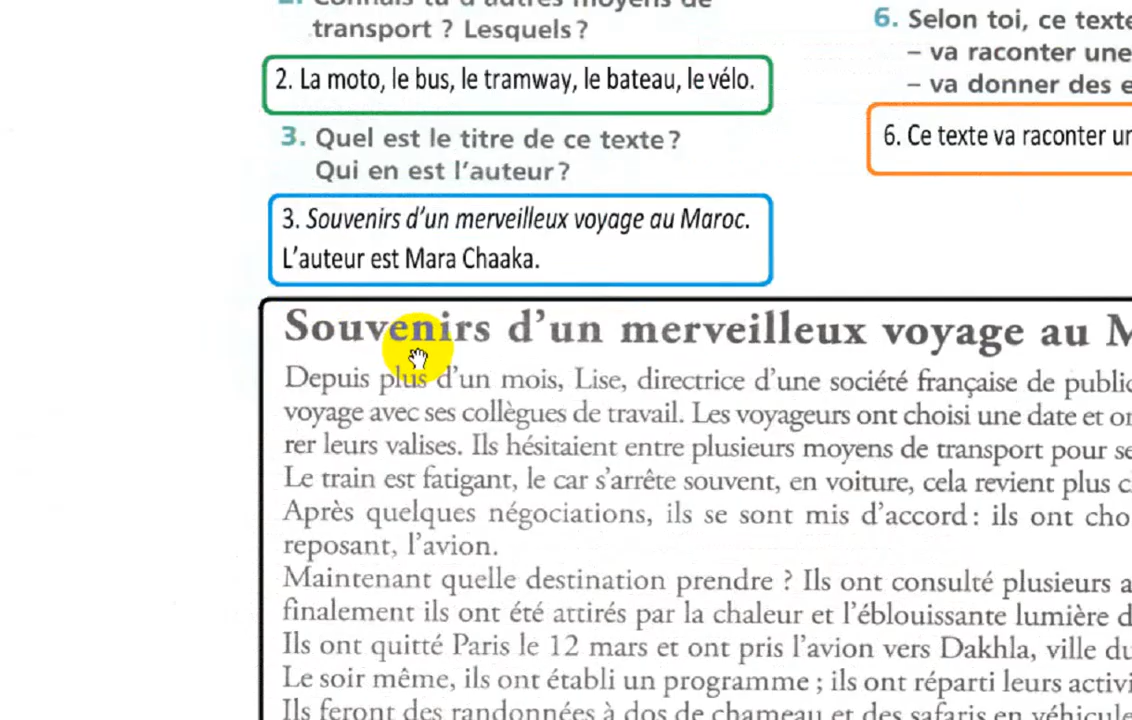 2. Connais-tu d'autres moyens de
transport ? Lesquels ?
2. La moto, le bus, le tramway, le bateau, le vélo.
3. Quel est le titre de ce texte ?
Qui en est l'auteur ?
3. Souvenirs d'un merveilleux voyage au Maroc.
L'auteur est Mara Chaaka.
6. Selon toi, ce texte
– va raconter une
– va donner des e
6. Ce texte va raconter un
Souvenirs d'un merveilleux voyage au M
Depuis plus d'un mois, Lise, directrice d'une société française de public
voyage avec ses collègues de travail. Les voyageurs ont choisi une date et on
rer leurs valises. Ils hésitaient entre plusieurs moyens de transport pour se
Le train est fatigant, le car s'arrête souvent, en voiture, cela revient plus c
Après quelques négociations, ils se sont mis d'accord : ils ont cho
reposant, l'avion.
Maintenant quelle destination prendre ? Ils ont consulté plusieurs a
finalement ils ont été attirés par la chaleur et l'éblouissante lumière d
Ils ont quitté Paris le 12 mars et ont pris l'avion vers Dakhla, ville du
Le soir même, ils ont établi un programme ; ils ont réparti leurs activi
Ils feront des randonnées à dos de chameau et des safaris en véhicule